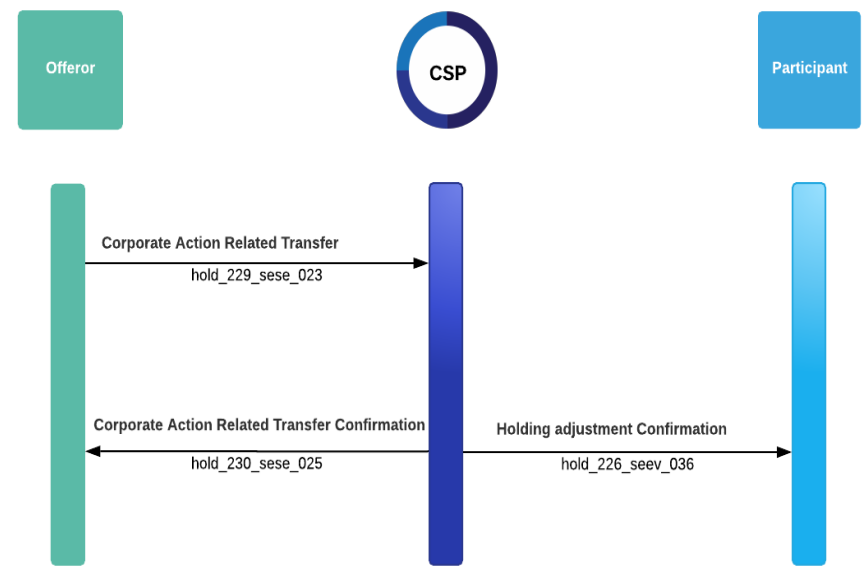 Offeror
CSP
Participant
Corporate Action Related Transfer
hold_229_sese_023
Corporate Action Related Transfer Confirmation
hold_230_sese_025
Holding adjustment Confirmation
hold_226_seev_036